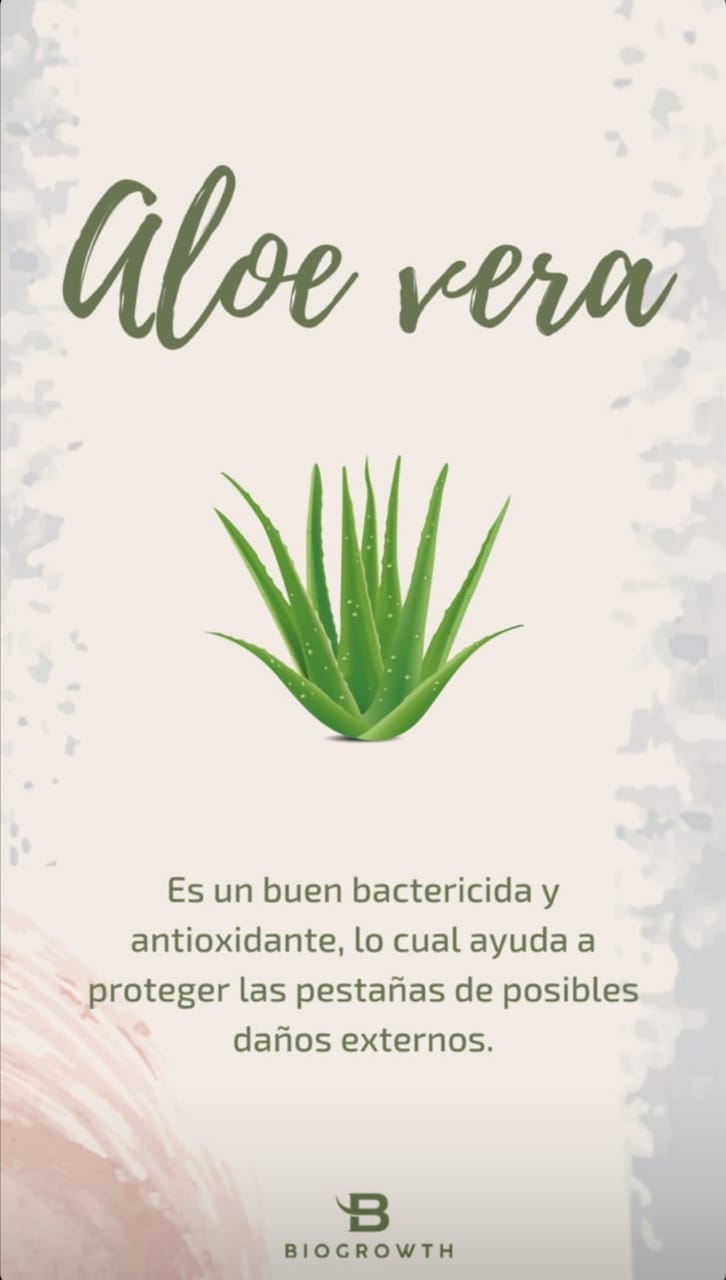 Aloe vera
Es un buen bactericida y
antioxidante, lo cual ayuda a
proteger las pestañas de posibles
daños externos.
B
BIOGROWTH